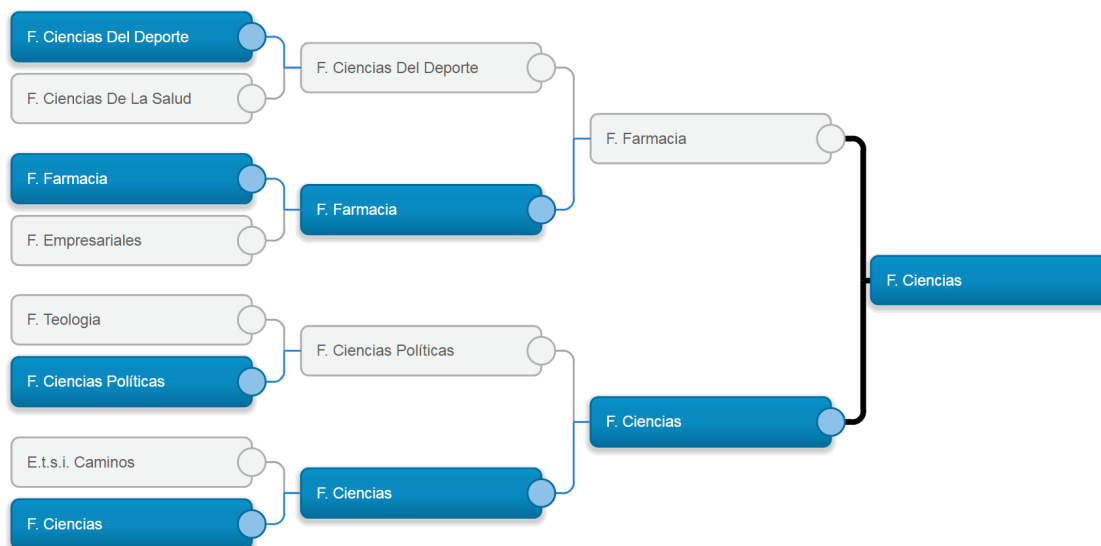 F. Ciencias Del Deporte
F. Ciencias De La Salud
F. Farmacia
F. Empresariales
F. Teologia
F. Ciencias Políticas
E.t.s.i. Caminos
F. Ciencias
F. Ciencias Del Deporte
F. Farmacia
F. Ciencias Políticas
F. Ciencias
F. Farmacia
F. Ciencias
F. Ciencias